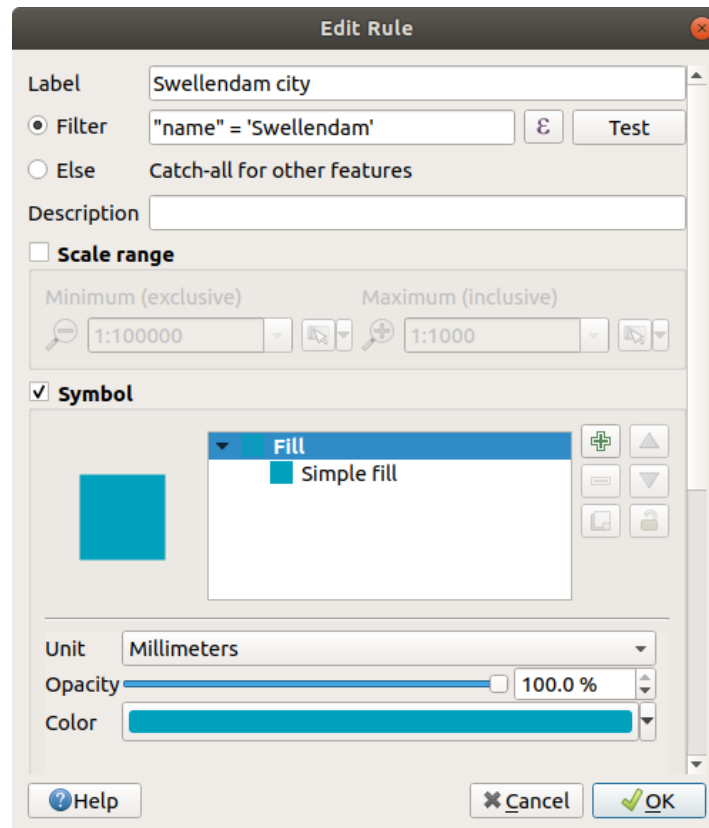 Edit Rule
Label Swellendam city
Filter "name" = 'Swellendam' ε Test
Else Catch-all for other features
Description
Scale range
Minimum (exclusive) Maximum (inclusive)
1:100000 1:1000
Symbol
Fill
Simple fill
Unit Millimeters
Opacity 100.0 %
Color
Help Cancel OK